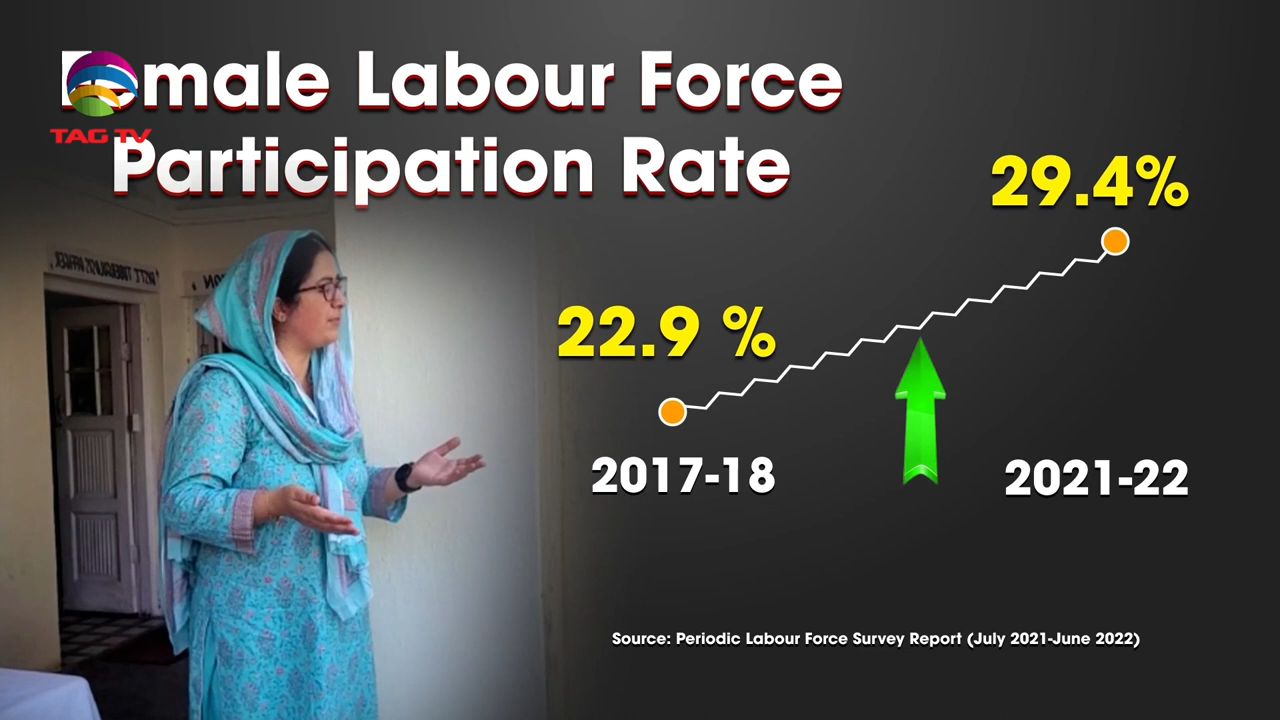 Female Labour Force
TAG TV
Participation Rate
29.4%
22.9 %
2017-18
2021-22
Source: Periodic Labour Force Survey Report (July 2021-June 2022)